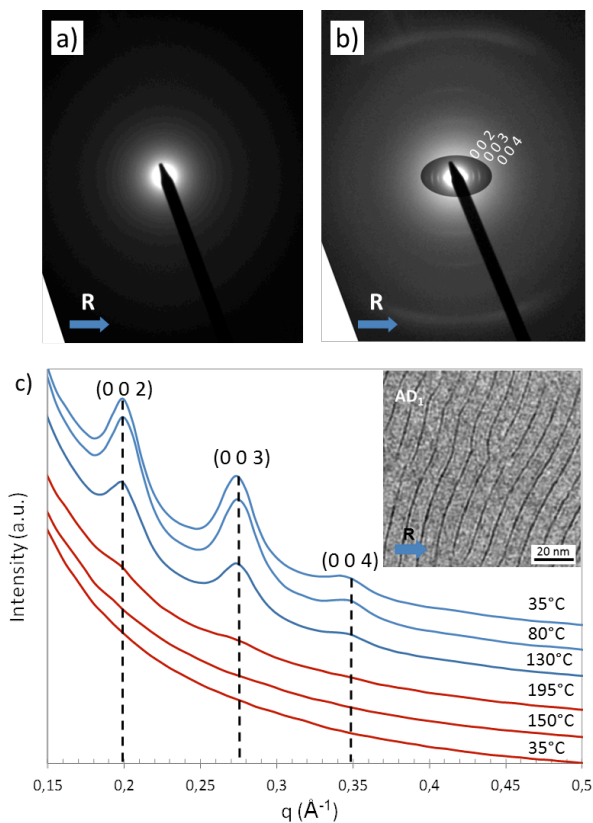 a)
b)
0 0 2
0 0 3
0 0 4
R
R
c)
(0 0 2)
(0 0 3)
(0 0 4)
AD1
R
20 nm
35°C
80°C
130°C
195°C
150°C
35°C
Intensity (a.u.)
0,15 0,2 0,25 0,3 0,35 0,4 0,45 0,5
q (Å-1)